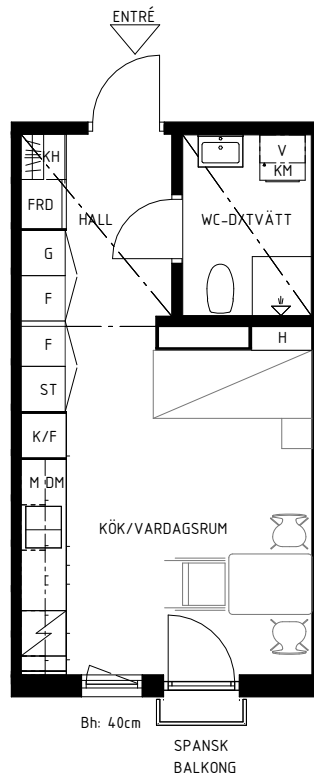 ENTRÉ
KH
V
KM
FRD
HALL
WC-D/TVÄTT
G
F
F
H
ST
K/F
M DM
KÖK/VARDAGSRUM
Bh: 40cm
SPANSK
BALKONG